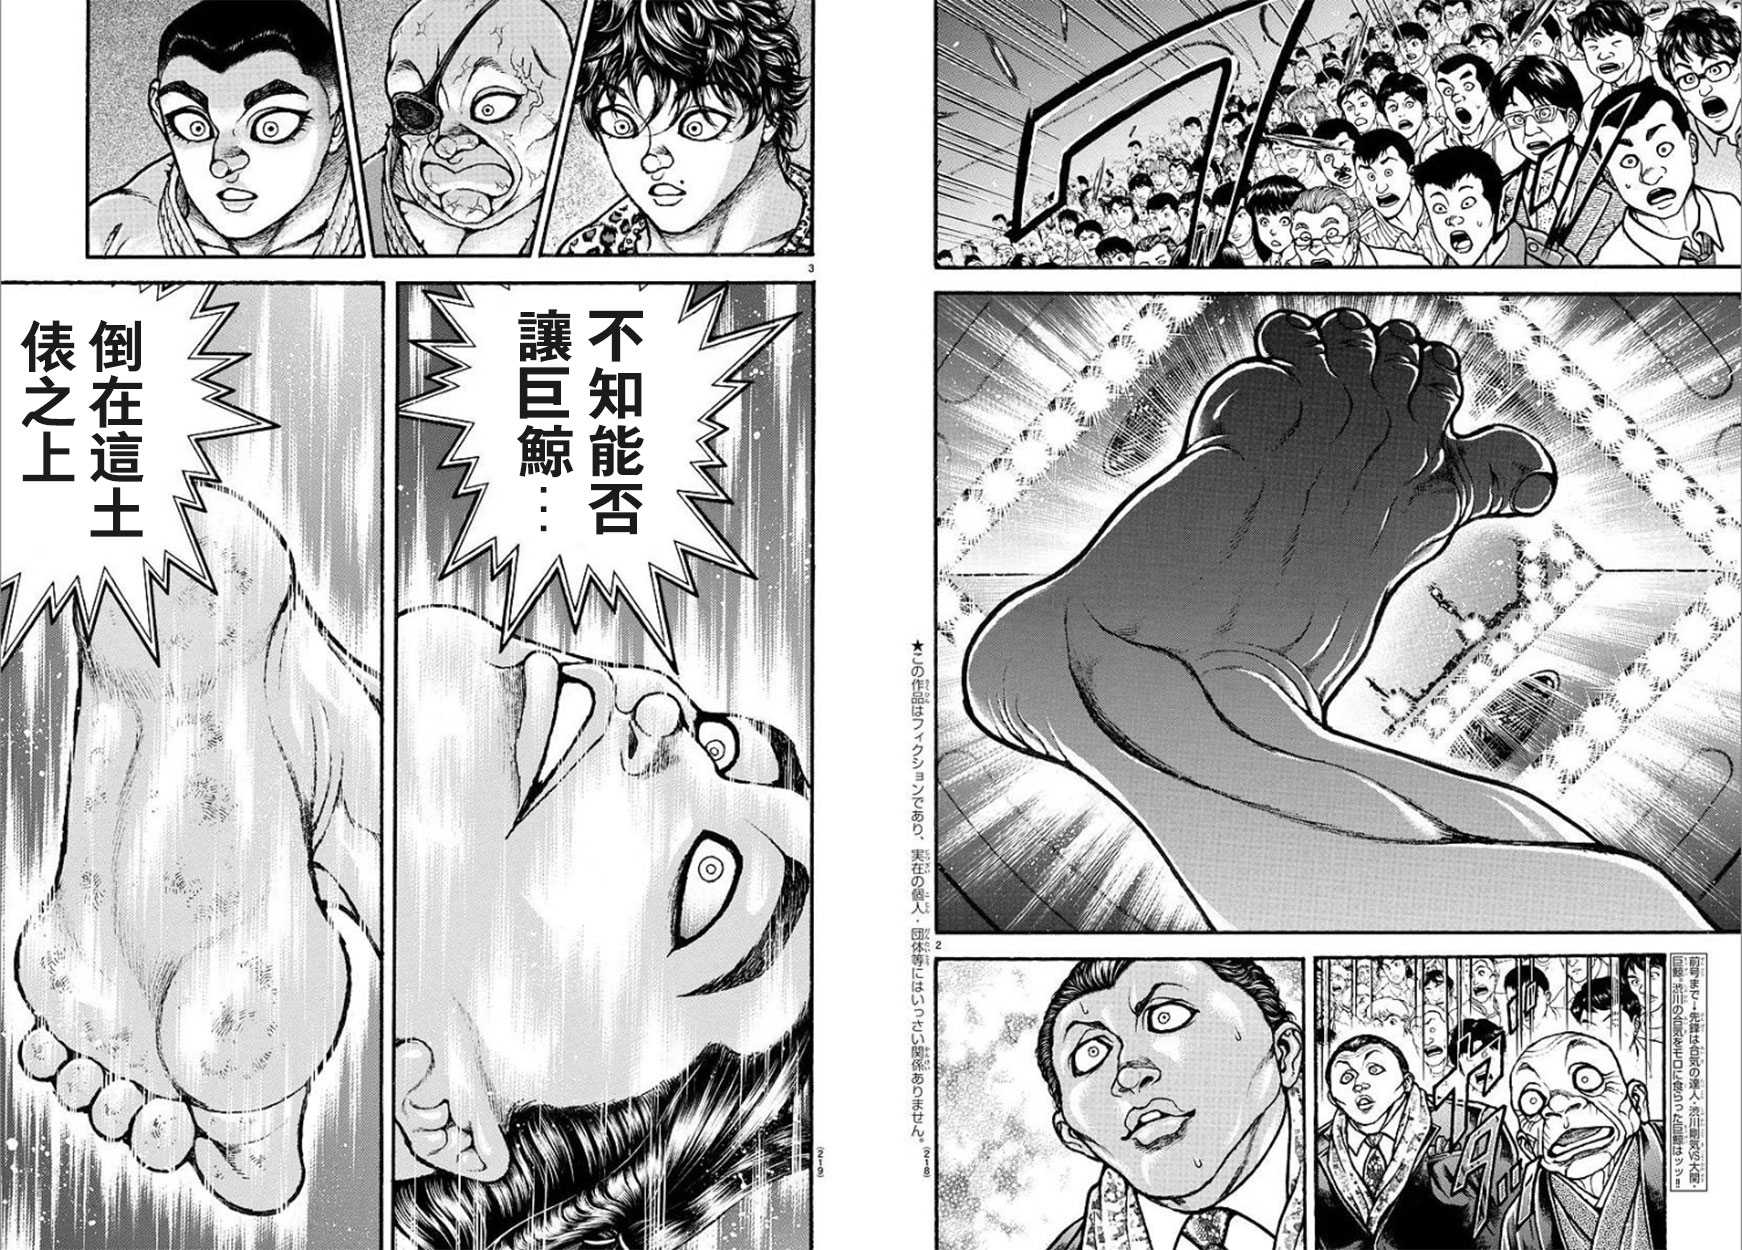 前号まで─先鋒は合気の達人・渋川剛気VS大関・
巨鯨。渋川の合気をモロに食らった巨鯨はッッ!!
2
★この作品はフィクションであり、実在の個人・団体等にはいっさい関係ありません。
(218)
3
不知能否
讓巨鯨…
倒在這土
俵之上
(219)